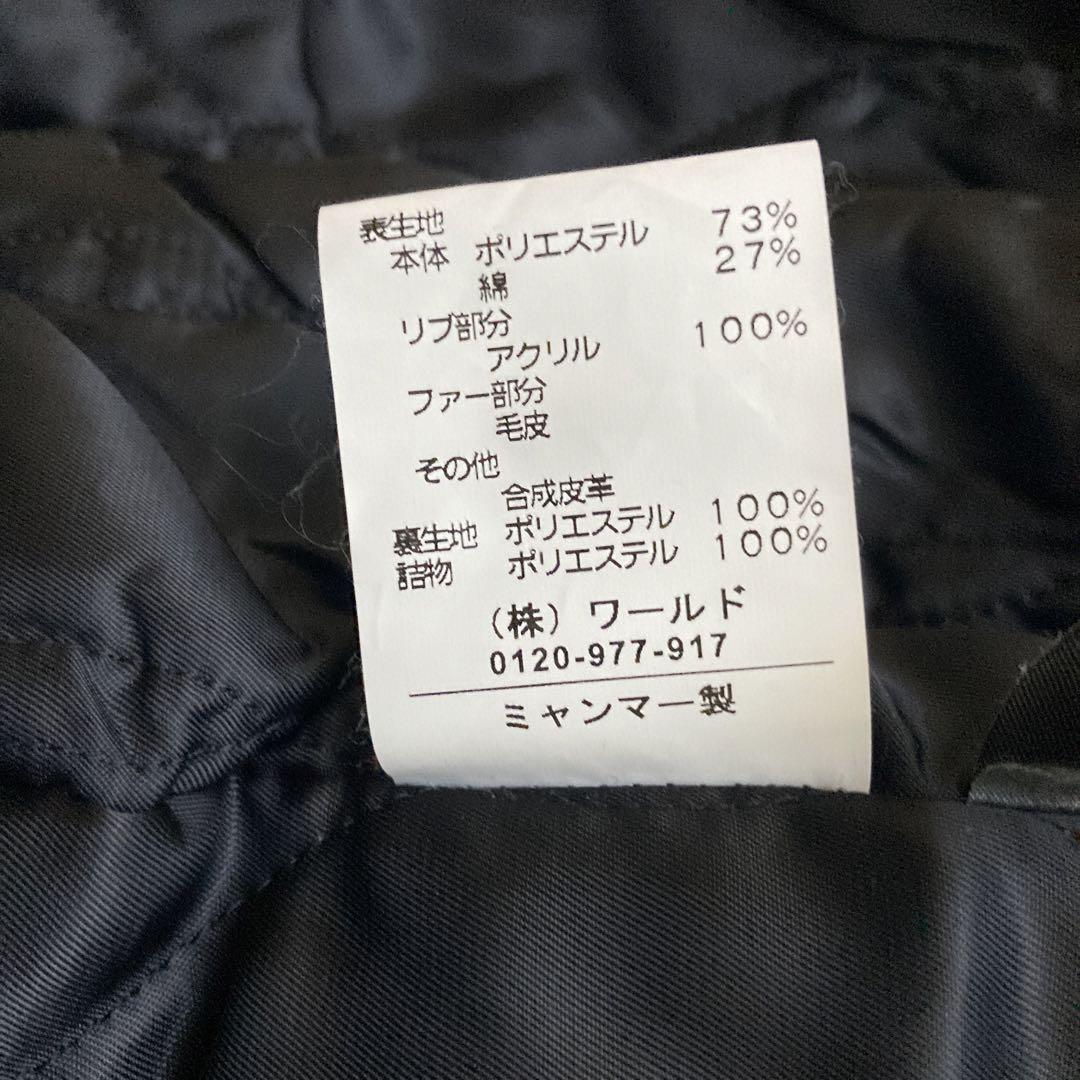 表生地
本体 ポリエステル 73%
綿 27%
リブ部分
アクリル 100%
ファー部分
毛皮
その他
合成皮革
裏生地 ポリエステル 100%
詰物 ポリエステル 100%
(株)ワールド
0120-977-917
ミャンマー製